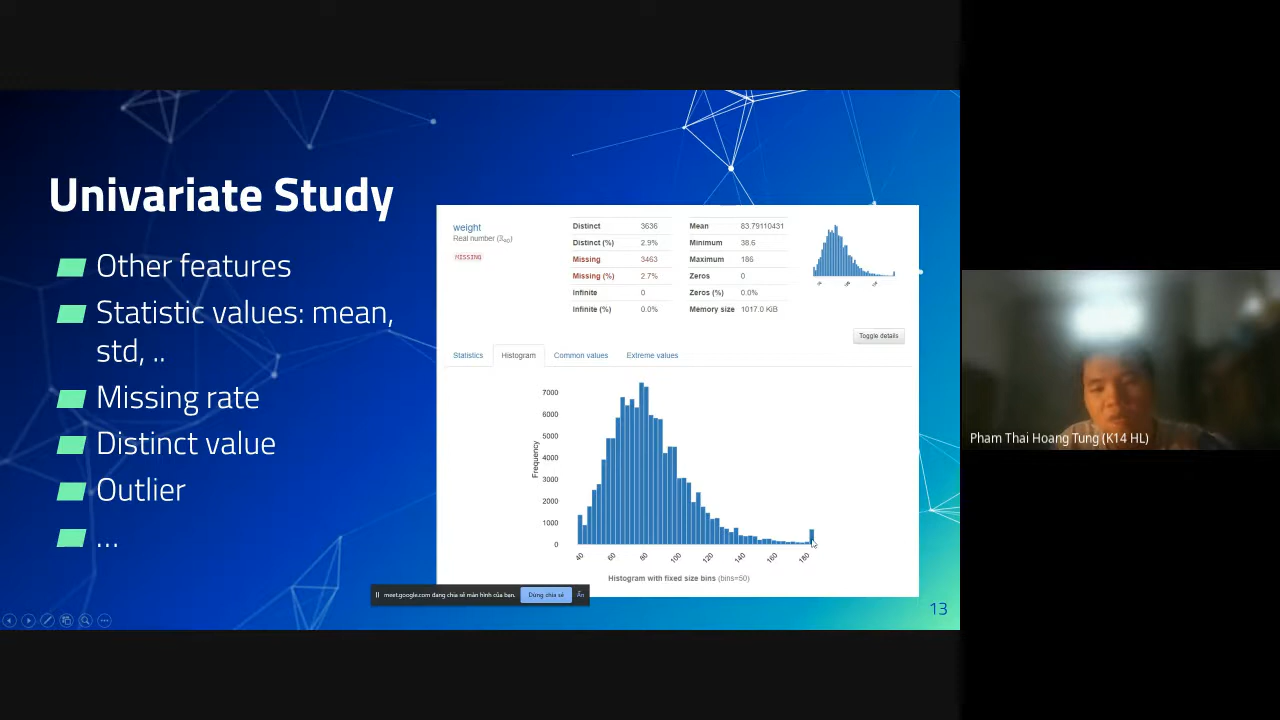 Univariate Study
Other features
Statistic values: mean,
std, ..
Missing rate
Distinct value
Outlier
...
weight
Real number (ℝ≥0)
MISSING
Distinct 3636
Distinct (%) 2.9%
Missing 3463
Missing (%) 2.7%
Infinite 0
Infinite (%) 0.0%
Mean 83.79110431
Minimum 38.6
Maximum 186
Zeros 0
Zeros (%) 0.0%
Memory size 1017.0 KiB
Toggle details
Statistics Histogram Common values Extreme values
7000
6000
5000
4000
3000
2000
1000
0
Frequency
40 60 80 100 120 140 160 180
Histogram with fixed size bins (bins=50)
meet.google.com đang chia sẻ màn hình của bạn. Dừng chia sẻ Ẩn
13
Pham Thai Hoang Tung (K14 HL)